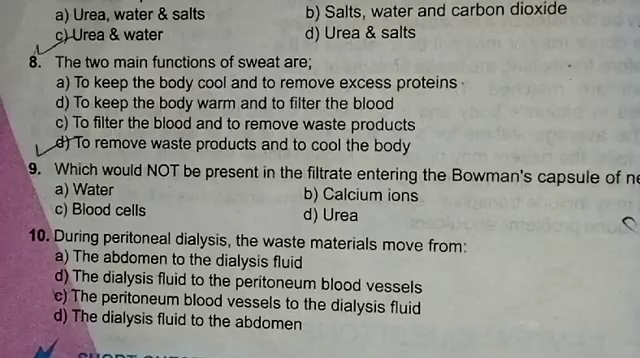 a) Urea, water & salts b) Salts, water and carbon dioxide
c) Urea & water d) Urea & salts
8. The two main functions of sweat are;
a) To keep the body cool and to remove excess proteins
d) To keep the body warm and to filter the blood
c) To filter the blood and to remove waste products
d) To remove waste products and to cool the body
9. Which would NOT be present in the filtrate entering the Bowman's capsule of
a) Water b) Calcium ions
c) Blood cells d) Urea
10. During peritoneal dialysis, the waste materials move from:
a) The abdomen to the dialysis fluid
d) The dialysis fluid to the peritoneum blood vessels
c) The peritoneum blood vessels to the dialysis fluid
d) The dialysis fluid to the abdomen